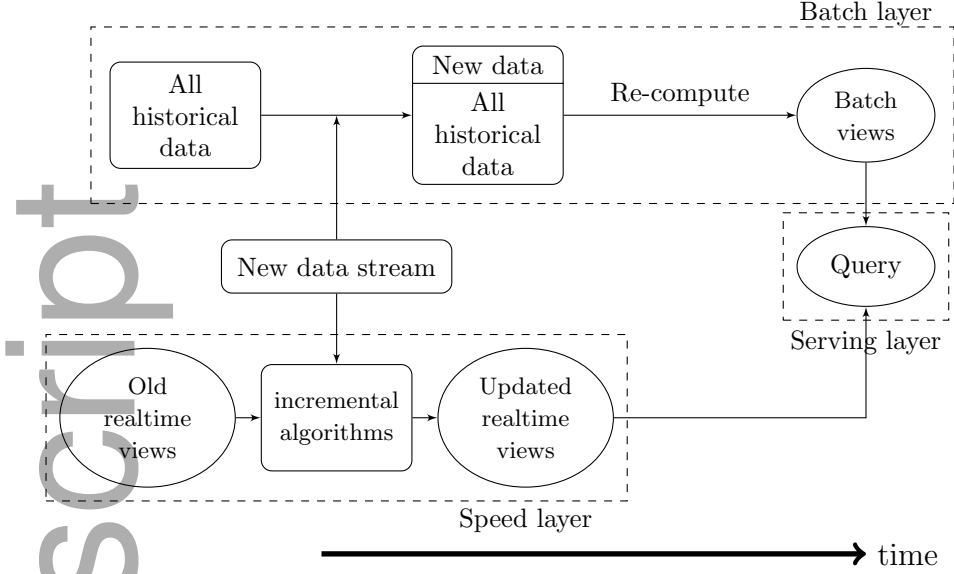 Batch layer
All
historical
data
New data
All
historical
data
Re-compute
Batch
views
New data stream
Query
Serving layer
Old
realtime
views
incremental
algorithms
Updated
realtime
views
Speed layer
time
script